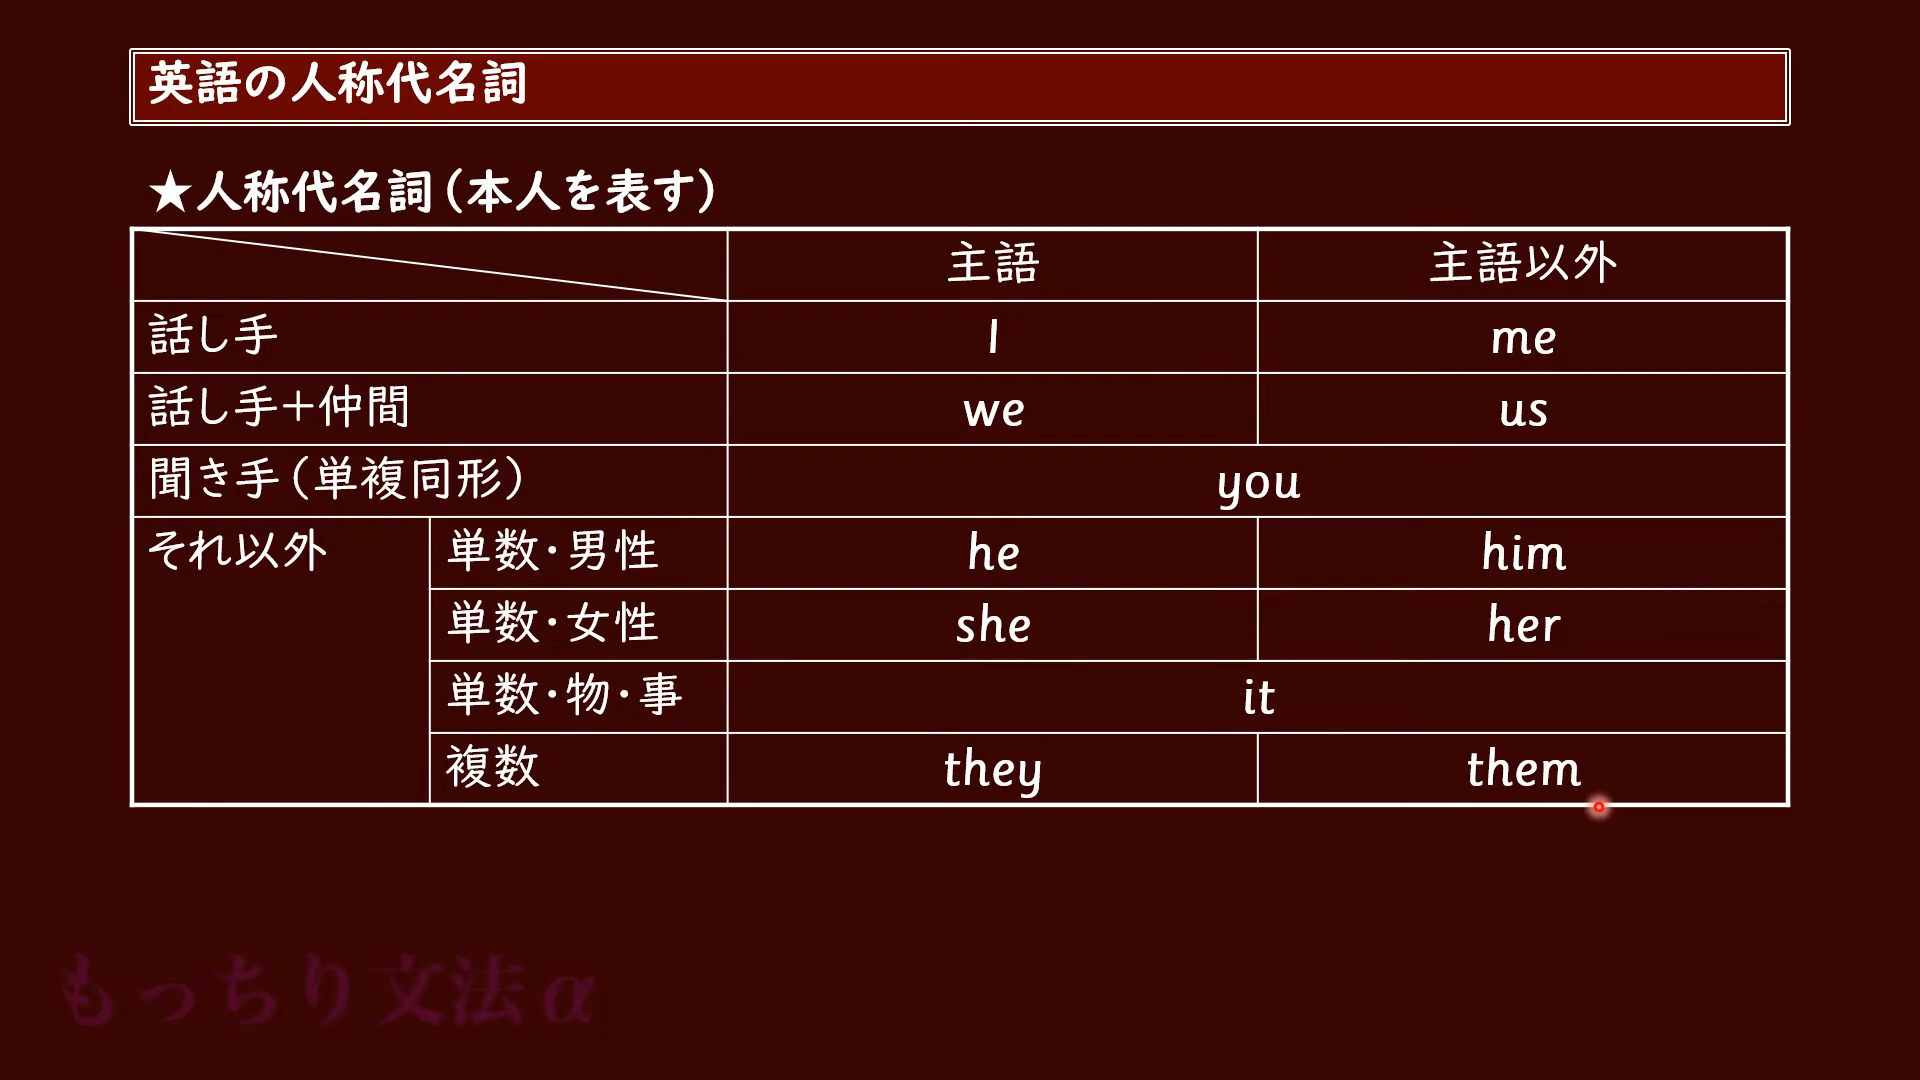 英語の人称代名詞
★人称代名詞（本人を表す）
主語 主語以外
話し手 I me
話し手＋仲間 we us
聞き手（単複同形） you
それ以外 単数・男性 he him
単数・女性 she her
単数・物・事 it
複数 they them
もっちり文法α